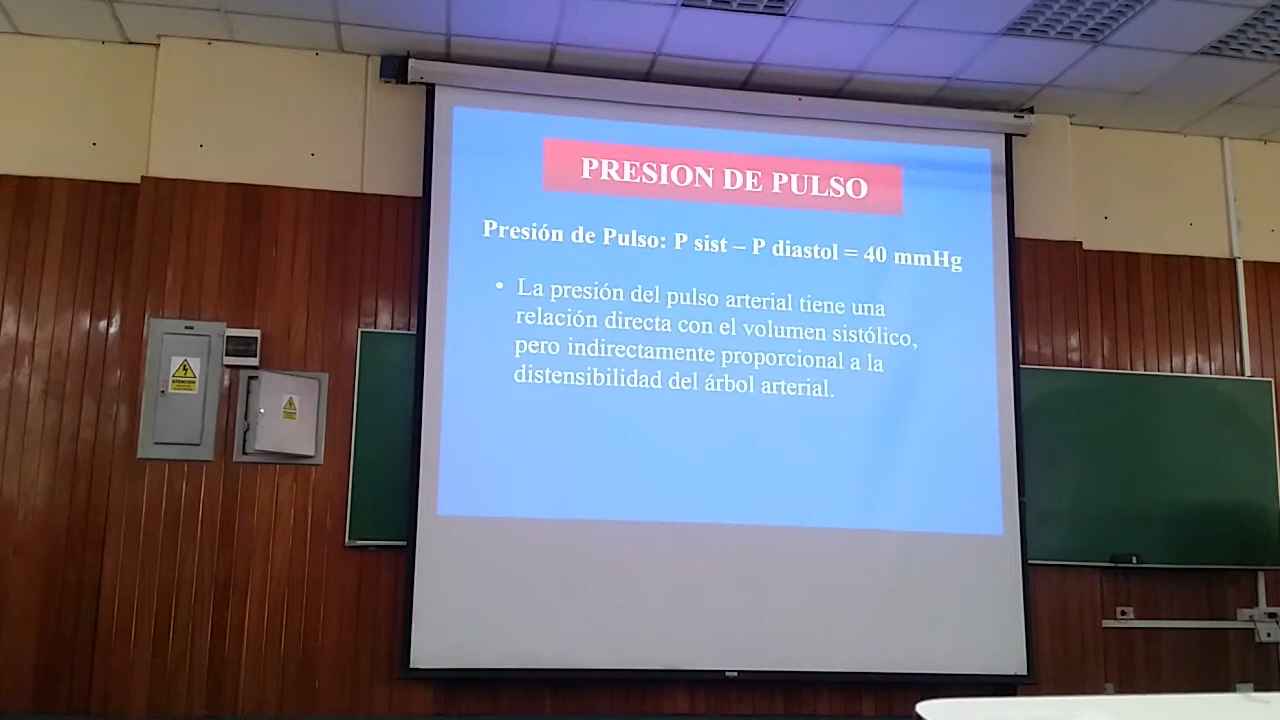 PRESION DE PULSO
Presión de Pulso: P sist – P diastol = 40 mmHg
• La presión del pulso arterial tiene una
relación directa con el volumen sistólico,
pero indirectamente proporcional a la
distensibilidad del árbol arterial.
ATENCION